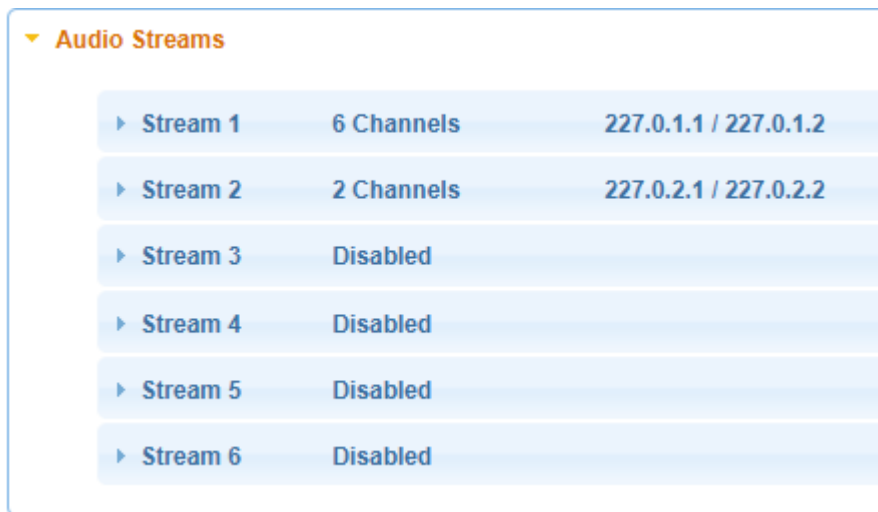 Audio Streams
Stream 1 6 Channels 227.0.1.1 / 227.0.1.2
Stream 2 2 Channels 227.0.2.1 / 227.0.2.2
Stream 3 Disabled
Stream 4 Disabled
Stream 5 Disabled
Stream 6 Disabled